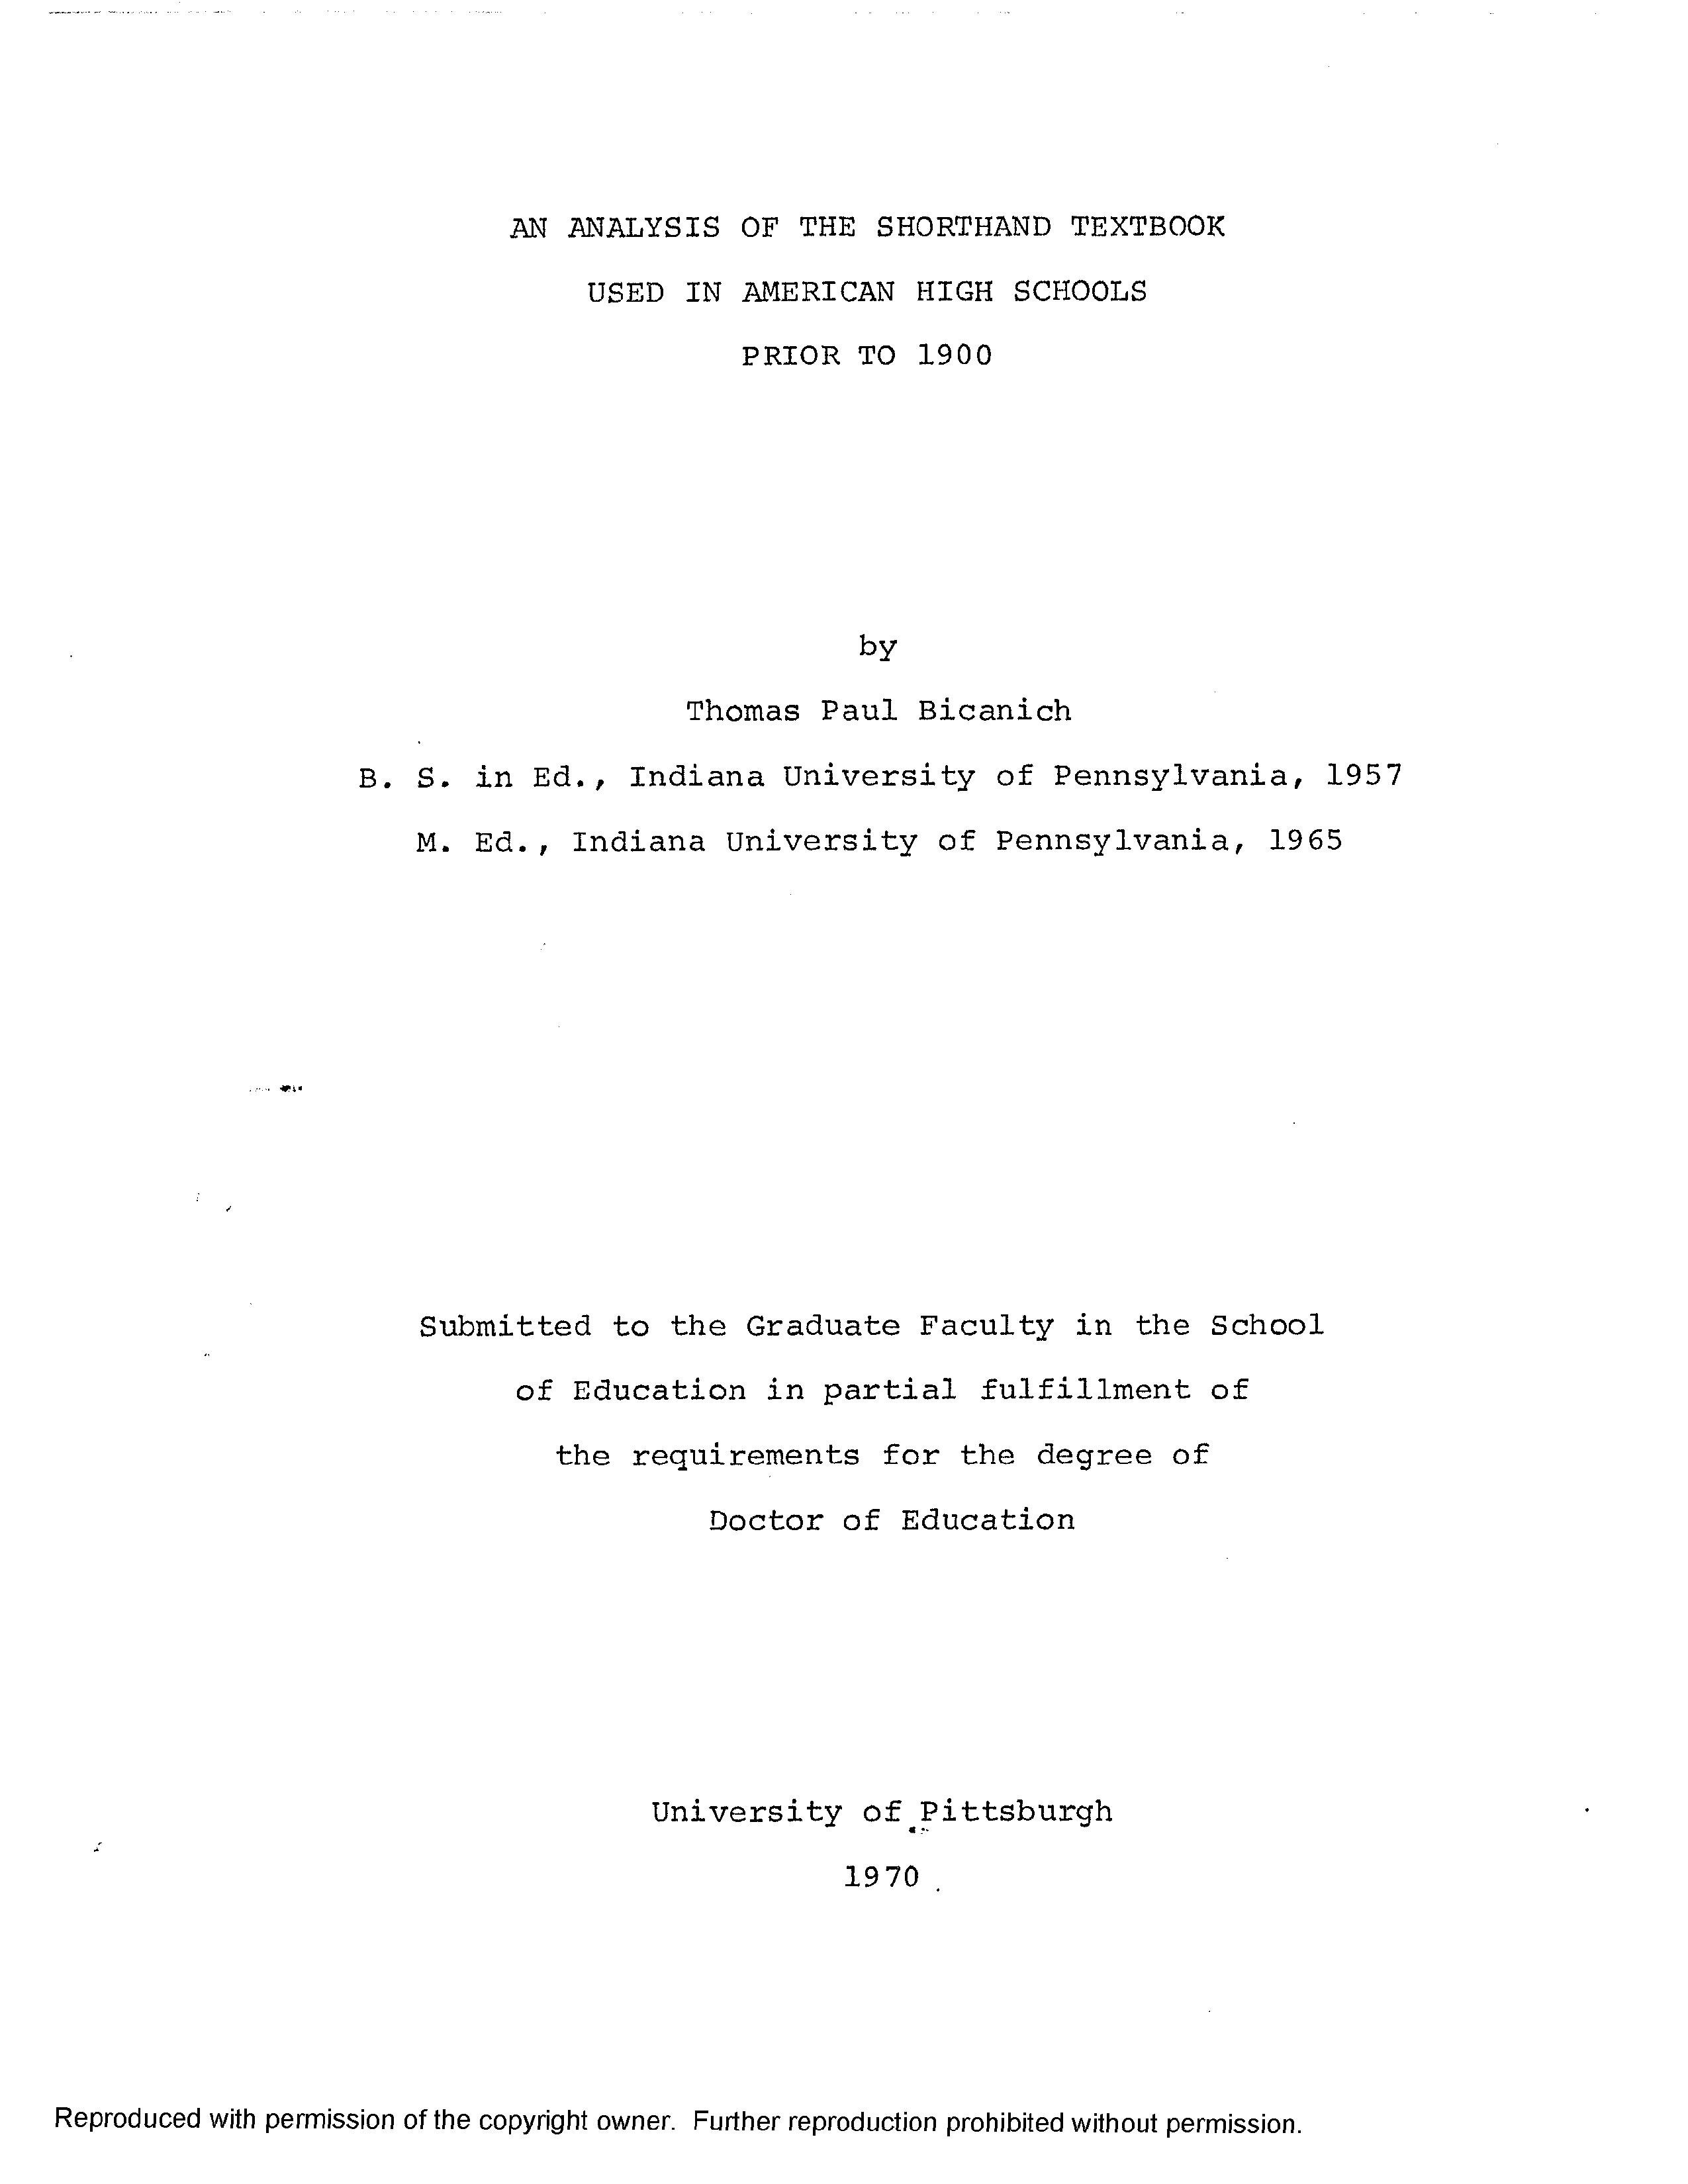 AN ANALYSIS OF THE SHORTHAND TEXTBOOK
USED IN AMERICAN HIGH SCHOOLS
PRIOR TO 1900
by
Thomas Paul Bicanich
B. S. in Ed., Indiana University of Pennsylvania, 1957
M. Ed., Indiana University of Pennsylvania, 1965
Submitted to the Graduate Faculty in the School
of Education in partial fulfillment of
the requirements for the degree of
Doctor of Education
University of Pittsburgh
1970
Reproduced with permission of the copyright owner. Further reproduction prohibited without permission.